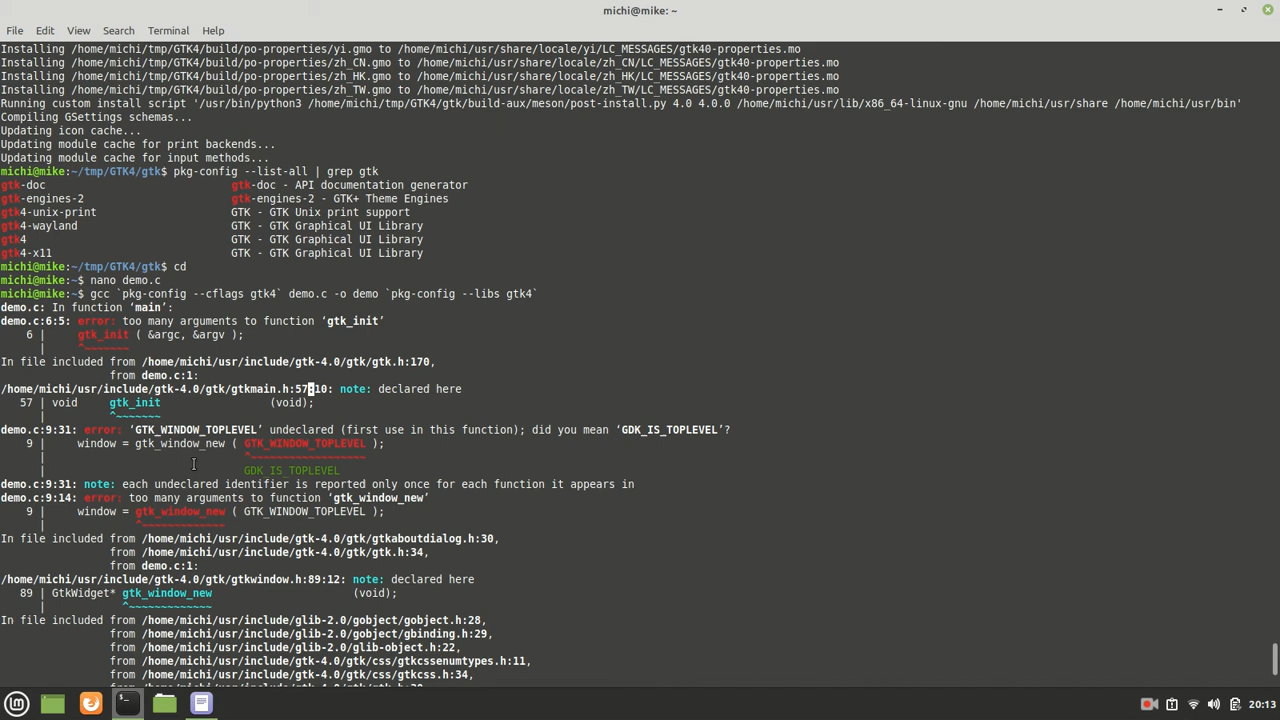 michi@mike: ~
File Edit View Search Terminal Help
Installing /home/michi/tmp/GTK4/build/po-properties/yi.gmo to /home/michi/usr/share/locale/yi/LC_MESSAGES/gtk40-properties.mo
Installing /home/michi/tmp/GTK4/build/po-properties/zh_CN.gmo to /home/michi/usr/share/locale/zh_CN/LC_MESSAGES/gtk40-properties.mo
Installing /home/michi/tmp/GTK4/build/po-properties/zh_HK.gmo to /home/michi/usr/share/locale/zh_HK/LC_MESSAGES/gtk40-properties.mo
Installing /home/michi/tmp/GTK4/build/po-properties/zh_TW.gmo to /home/michi/usr/share/locale/zh_TW/LC_MESSAGES/gtk40-properties.mo
Running custom install script '/usr/bin/python3 /home/michi/tmp/GTK4/gtk/build-aux/meson/post-install.py 4.0 4.0.0 /home/michi/usr/lib/x86_64-linux-gnu /home/michi/usr/share /home/michi/usr/bin'
Compiling GSettings schemas...
Updating icon cache...
Updating module cache for print backends...
Updating module cache for input methods...
michi@mike:~/tmp/GTK4/gtk$ pkg-config --list-all | grep gtk
gtk-doc gtk-doc - API documentation generator
gtk-engines-2 gtk-engines-2 - GTK+ Theme Engines
gtk4-unix-print GTK - GTK Unix print support
gtk4-wayland GTK - GTK Graphical UI Library
gtk4 GTK - GTK Graphical UI Library
gtk4-x11 GTK - GTK Graphical UI Library
michi@mike:~/tmp/GTK4/gtk$ cd
michi@mike:~$ nano demo.c
michi@mike:~$ gcc `pkg-config --cflags gtk4` demo.c -o demo `pkg-config --libs gtk4`
demo.c: In function ‘main’:
demo.c:6:5: error: too many arguments to function ‘gtk_init’
6 | gtk_init ( &argc, &argv );
| ^~~~~~~~
In file included from /home/michi/usr/include/gtk-4.0/gtk/gtk.h:170,
from demo.c:1:
/home/michi/usr/include/gtk-4.0/gtk/gtkmain.h:57:10: note: declared here
57 | void gtk_init (void);
| ^~~~~~~~
demo.c:9:31: error: ‘GTK_WINDOW_TOPLEVEL’ undeclared (first use in this function); did you mean ‘GDK_IS_TOPLEVEL’?
9 | window = gtk_window_new ( GTK_WINDOW_TOPLEVEL );
| ^~~~~~~~~~~~~~~~~~~
| GDK_IS_TOPLEVEL
demo.c:9:31: note: each undeclared identifier is reported only once for each function it appears in
demo.c:9:14: error: too many arguments to function ‘gtk_window_new’
9 | window = gtk_window_new ( GTK_WINDOW_TOPLEVEL );
| ^~~~~~~~~~~~~~
In file included from /home/michi/usr/include/gtk-4.0/gtk/gtkaboutdialog.h:30,
from /home/michi/usr/include/gtk-4.0/gtk/gtk.h:34,
from demo.c:1:
/home/michi/usr/include/gtk-4.0/gtk/gtkwindow.h:89:12: note: declared here
89 | GtkWidget* gtk_window_new (void);
| ^~~~~~~~~~~~~~
In file included from /home/michi/usr/include/glib-2.0/gobject/gobject.h:28,
from /home/michi/usr/include/glib-2.0/gobject/gbinding.h:29,
from /home/michi/usr/include/glib-2.0/glib-object.h:22,
from /home/michi/usr/include/gtk-4.0/gtk/css/gtkcssenumtypes.h:11,
from /home/michi/usr/include/gtk-4.0/gtk/css/gtkcss.h:34,
20:13